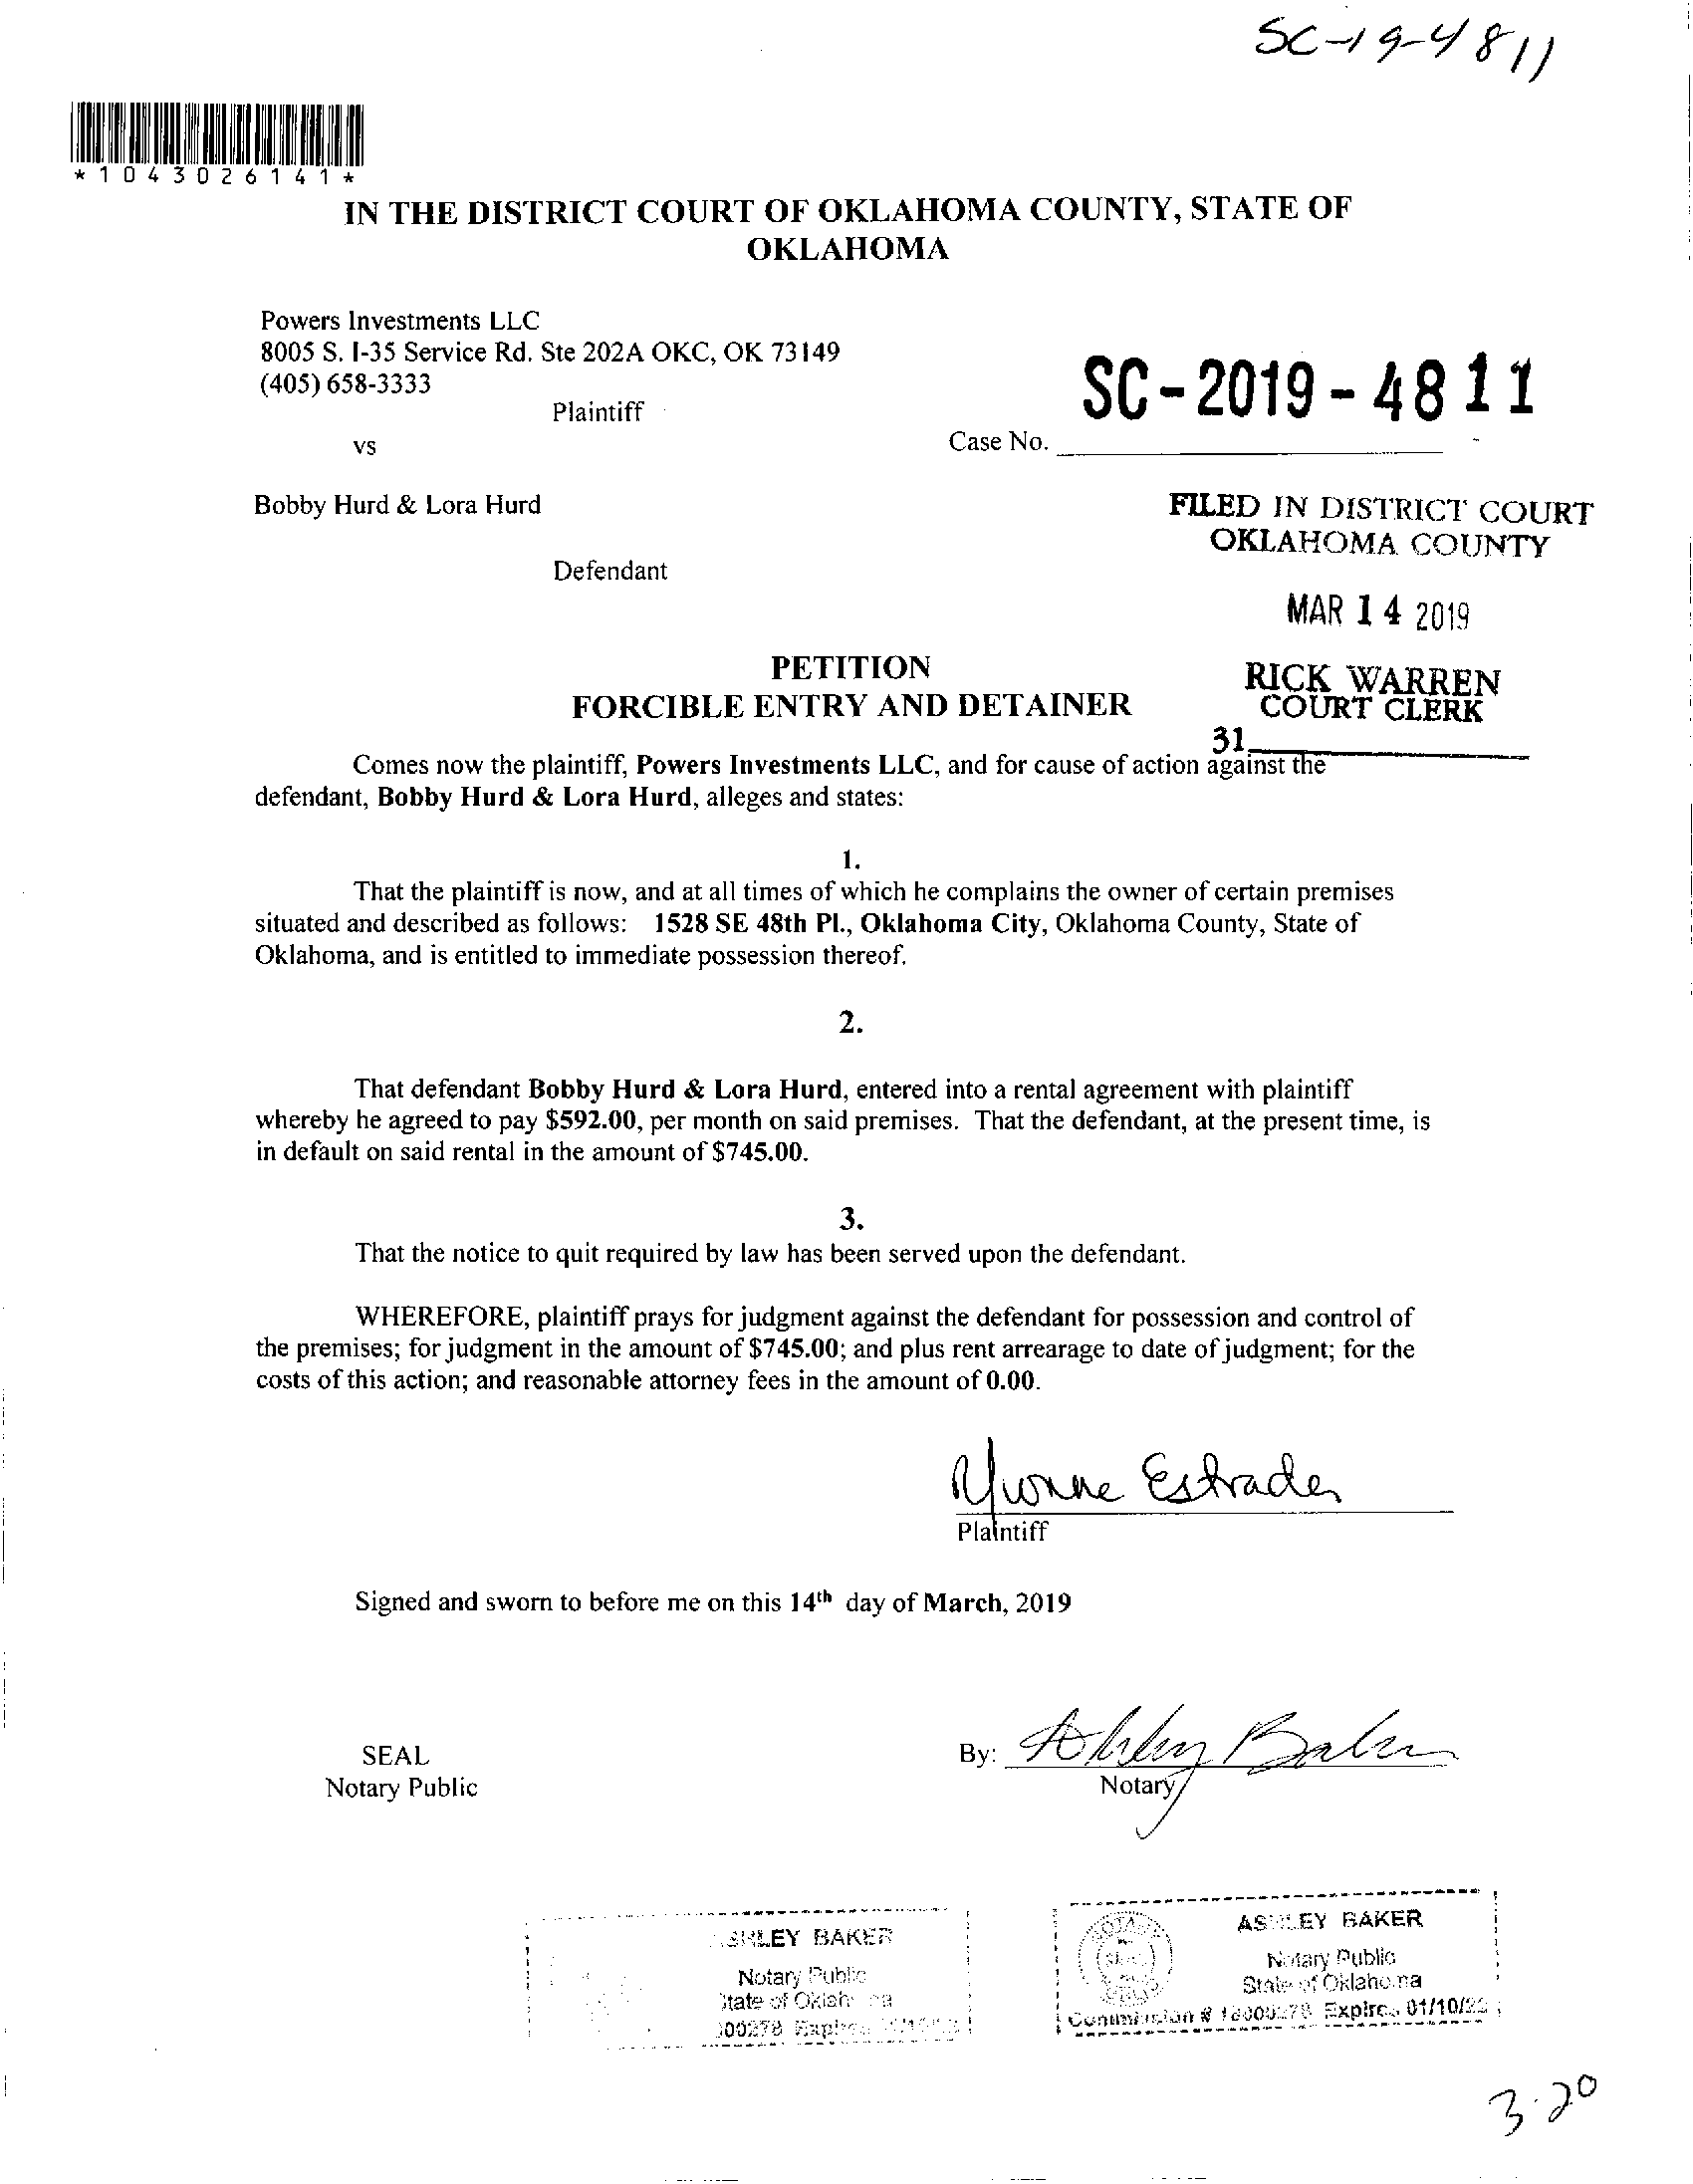 SC-19-4811
*1043026141*
IN THE DISTRICT COURT OF OKLAHOMA COUNTY, STATE OF
OKLAHOMA
Powers Investments LLC
8005 S. I-35 Service Rd. Ste 202A OKC, OK 73149
(405) 658-3333
Plaintiff
SC-2019-4811
vs
Case No.
Bobby Hurd & Lora Hurd
FILED IN DISTRICT COURT
OKLAHOMA COUNTY
Defendant
MAR 14 2019
PETITION
RICK WARREN
FORCIBLE ENTRY AND DETAINER
COURT CLERK
31
Comes now the plaintiff, Powers Investments LLC, and for cause of action against the
defendant, Bobby Hurd & Lora Hurd, alleges and states:
1.
That the plaintiff is now, and at all times of which he complains the owner of certain premises
situated and described as follows: 1528 SE 48th Pl., Oklahoma City, Oklahoma County, State of
Oklahoma, and is entitled to immediate possession thereof.
2.
That defendant Bobby Hurd & Lora Hurd, entered into a rental agreement with plaintiff
whereby he agreed to pay $592.00, per month on said premises. That the defendant, at the present time, is
in default on said rental in the amount of $745.00.
3.
That the notice to quit required by law has been served upon the defendant.
WHEREFORE, plaintiff prays for judgment against the defendant for possession and control of
the premises; for judgment in the amount of $745.00; and plus rent arrearage to date of judgment; for the
costs of this action; and reasonable attorney fees in the amount of 0.00.
Yvonne Estrada
Plaintiff
Signed and sworn to before me on this 14th day of March, 2019
SEAL
By: Ashley Baker
Notary Public
Notary
BAKER
Notary Public
State of
ASHLEY BAKER
Notary Public
State of Oklahoma
Commission # Expires 01/10/22
3-20